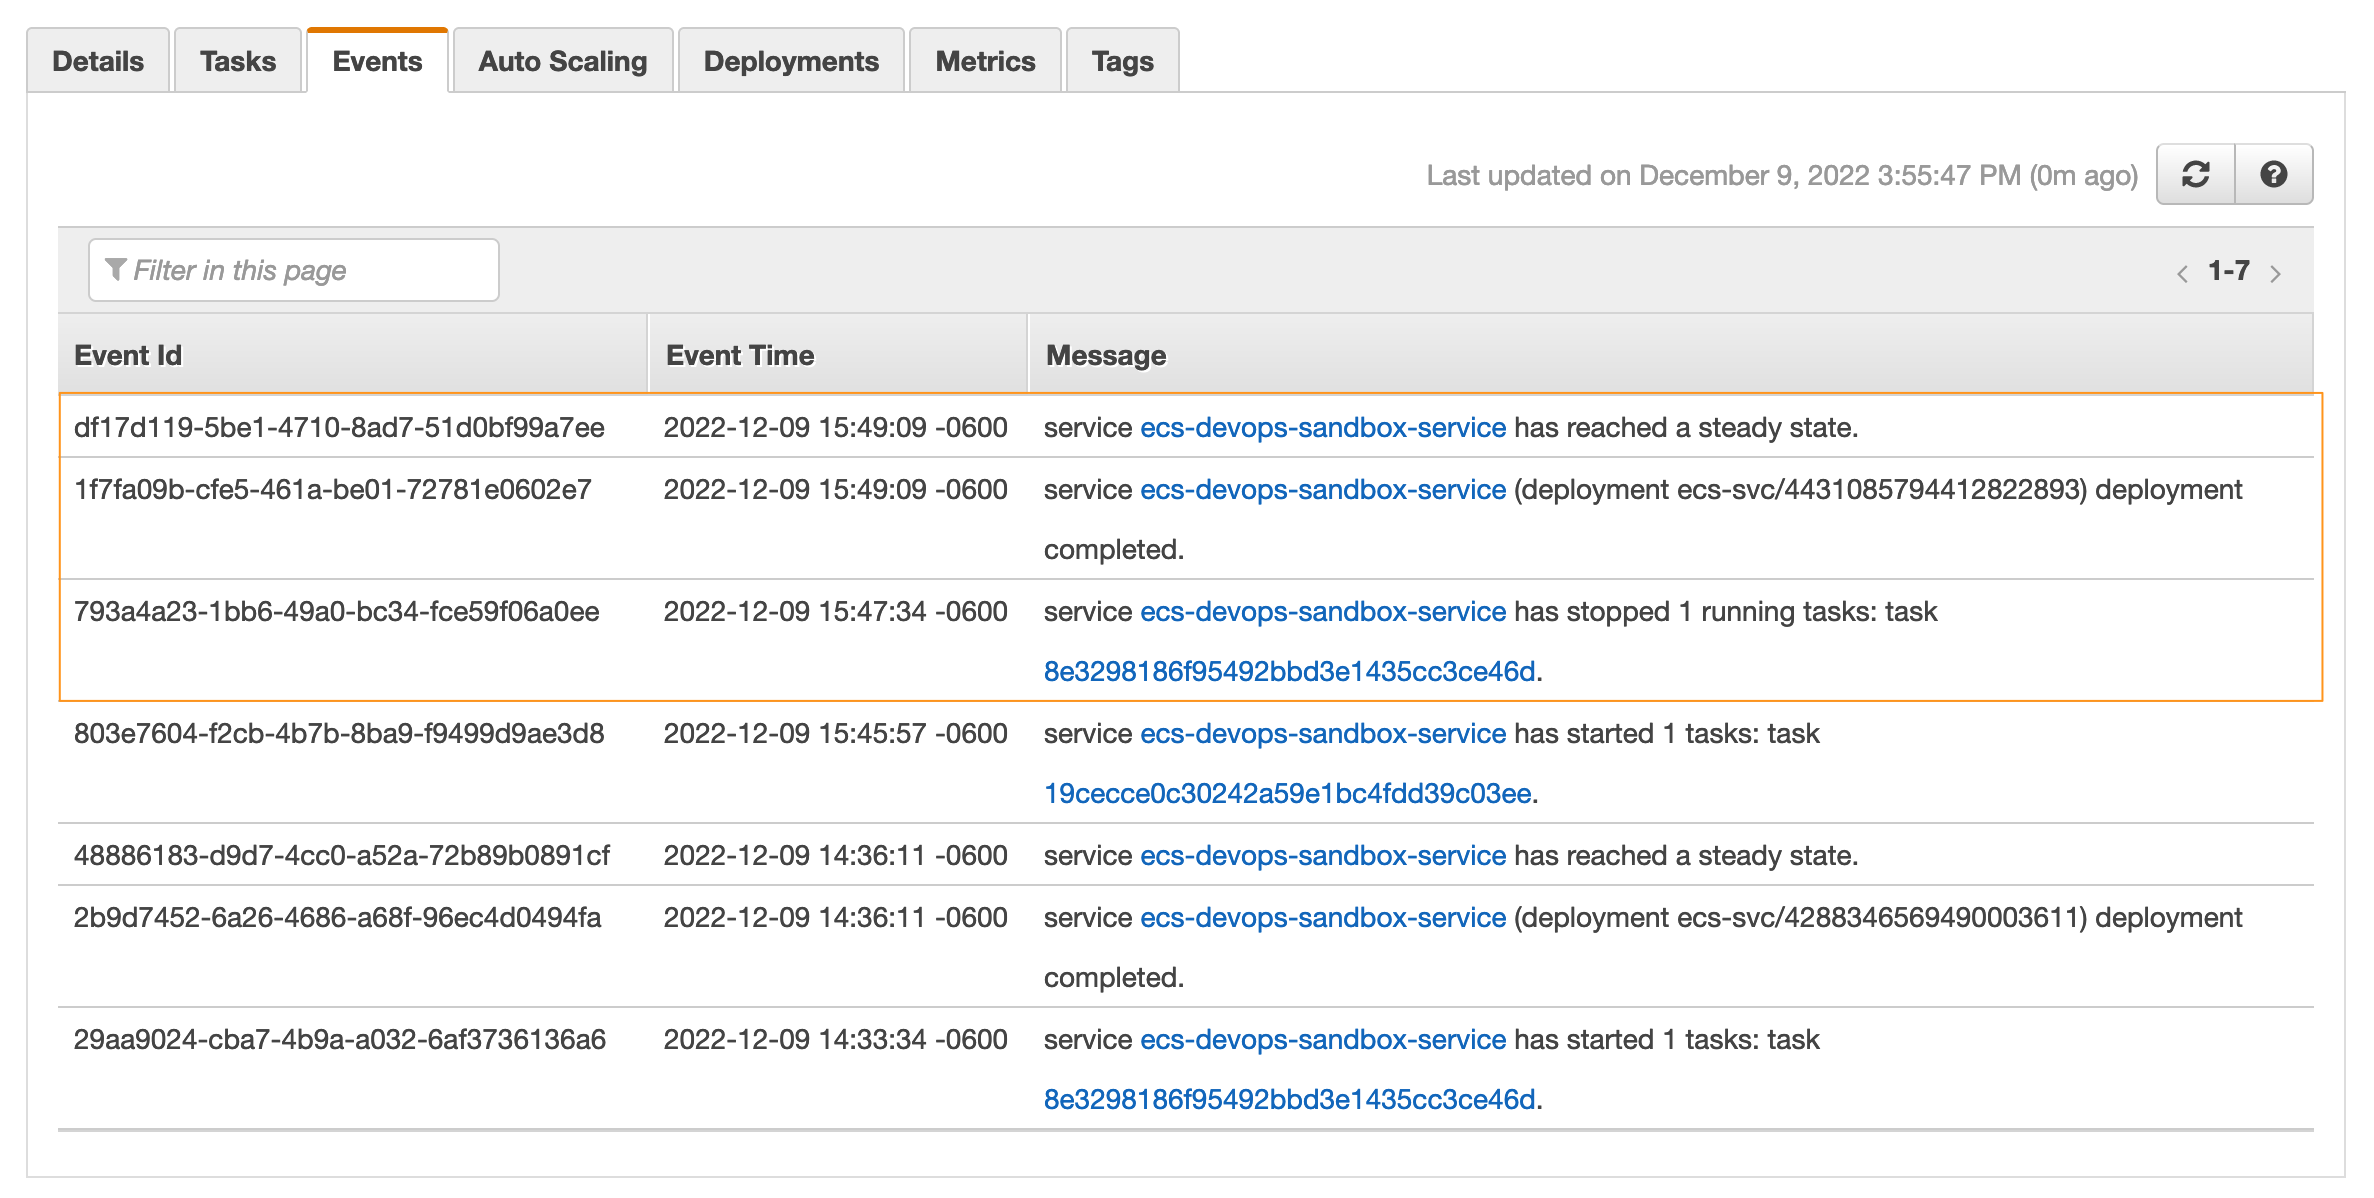 Details Tasks Events Auto Scaling Deployments Metrics Tags
Last updated on December 9, 2022 3:55:47 PM (0m ago)
Filter in this page 1-7
Event Id Event Time Message
df17d119-5be1-4710-8ad7-51d0bf99a7ee 2022-12-09 15:49:09 -0600 service ecs-devops-sandbox-service has reached a steady state.
1f7fa09b-cfe5-461a-be01-72781e0602e7 2022-12-09 15:49:09 -0600 service ecs-devops-sandbox-service (deployment ecs-svc/4431085794412822893) deployment
completed.
793a4a23-1bb6-49a0-bc34-fce59f06a0ee 2022-12-09 15:47:34 -0600 service ecs-devops-sandbox-service has stopped 1 running tasks: task
8e3298186f95492bbd3e1435cc3ce46d.
803e7604-f2cb-4b7b-8ba9-f9499d9ae3d8 2022-12-09 15:45:57 -0600 service ecs-devops-sandbox-service has started 1 tasks: task
19cecce0c30242a59e1bc4fdd39c03ee.
48886183-d9d7-4cc0-a52a-72b89b0891cf 2022-12-09 14:36:11 -0600 service ecs-devops-sandbox-service has reached a steady state.
2b9d7452-6a26-4686-a68f-96ec4d0494fa 2022-12-09 14:36:11 -0600 service ecs-devops-sandbox-service (deployment ecs-svc/4288346569490003611) deployment
completed.
29aa9024-cba7-4b9a-a032-6af3736136a6 2022-12-09 14:33:34 -0600 service ecs-devops-sandbox-service has started 1 tasks: task
8e3298186f95492bbd3e1435cc3ce46d.